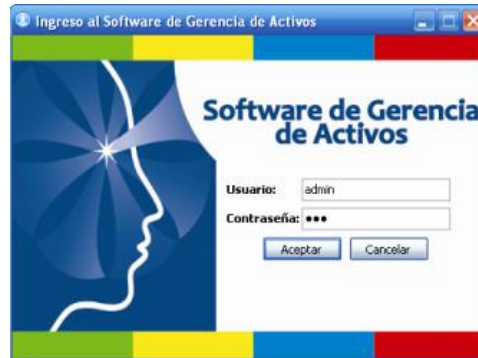 Ingreso al Software de Gerencia de Activos
Software de Gerencia
de Activos
Usuario: admin
Contraseña: •••
Aceptar Cancelar